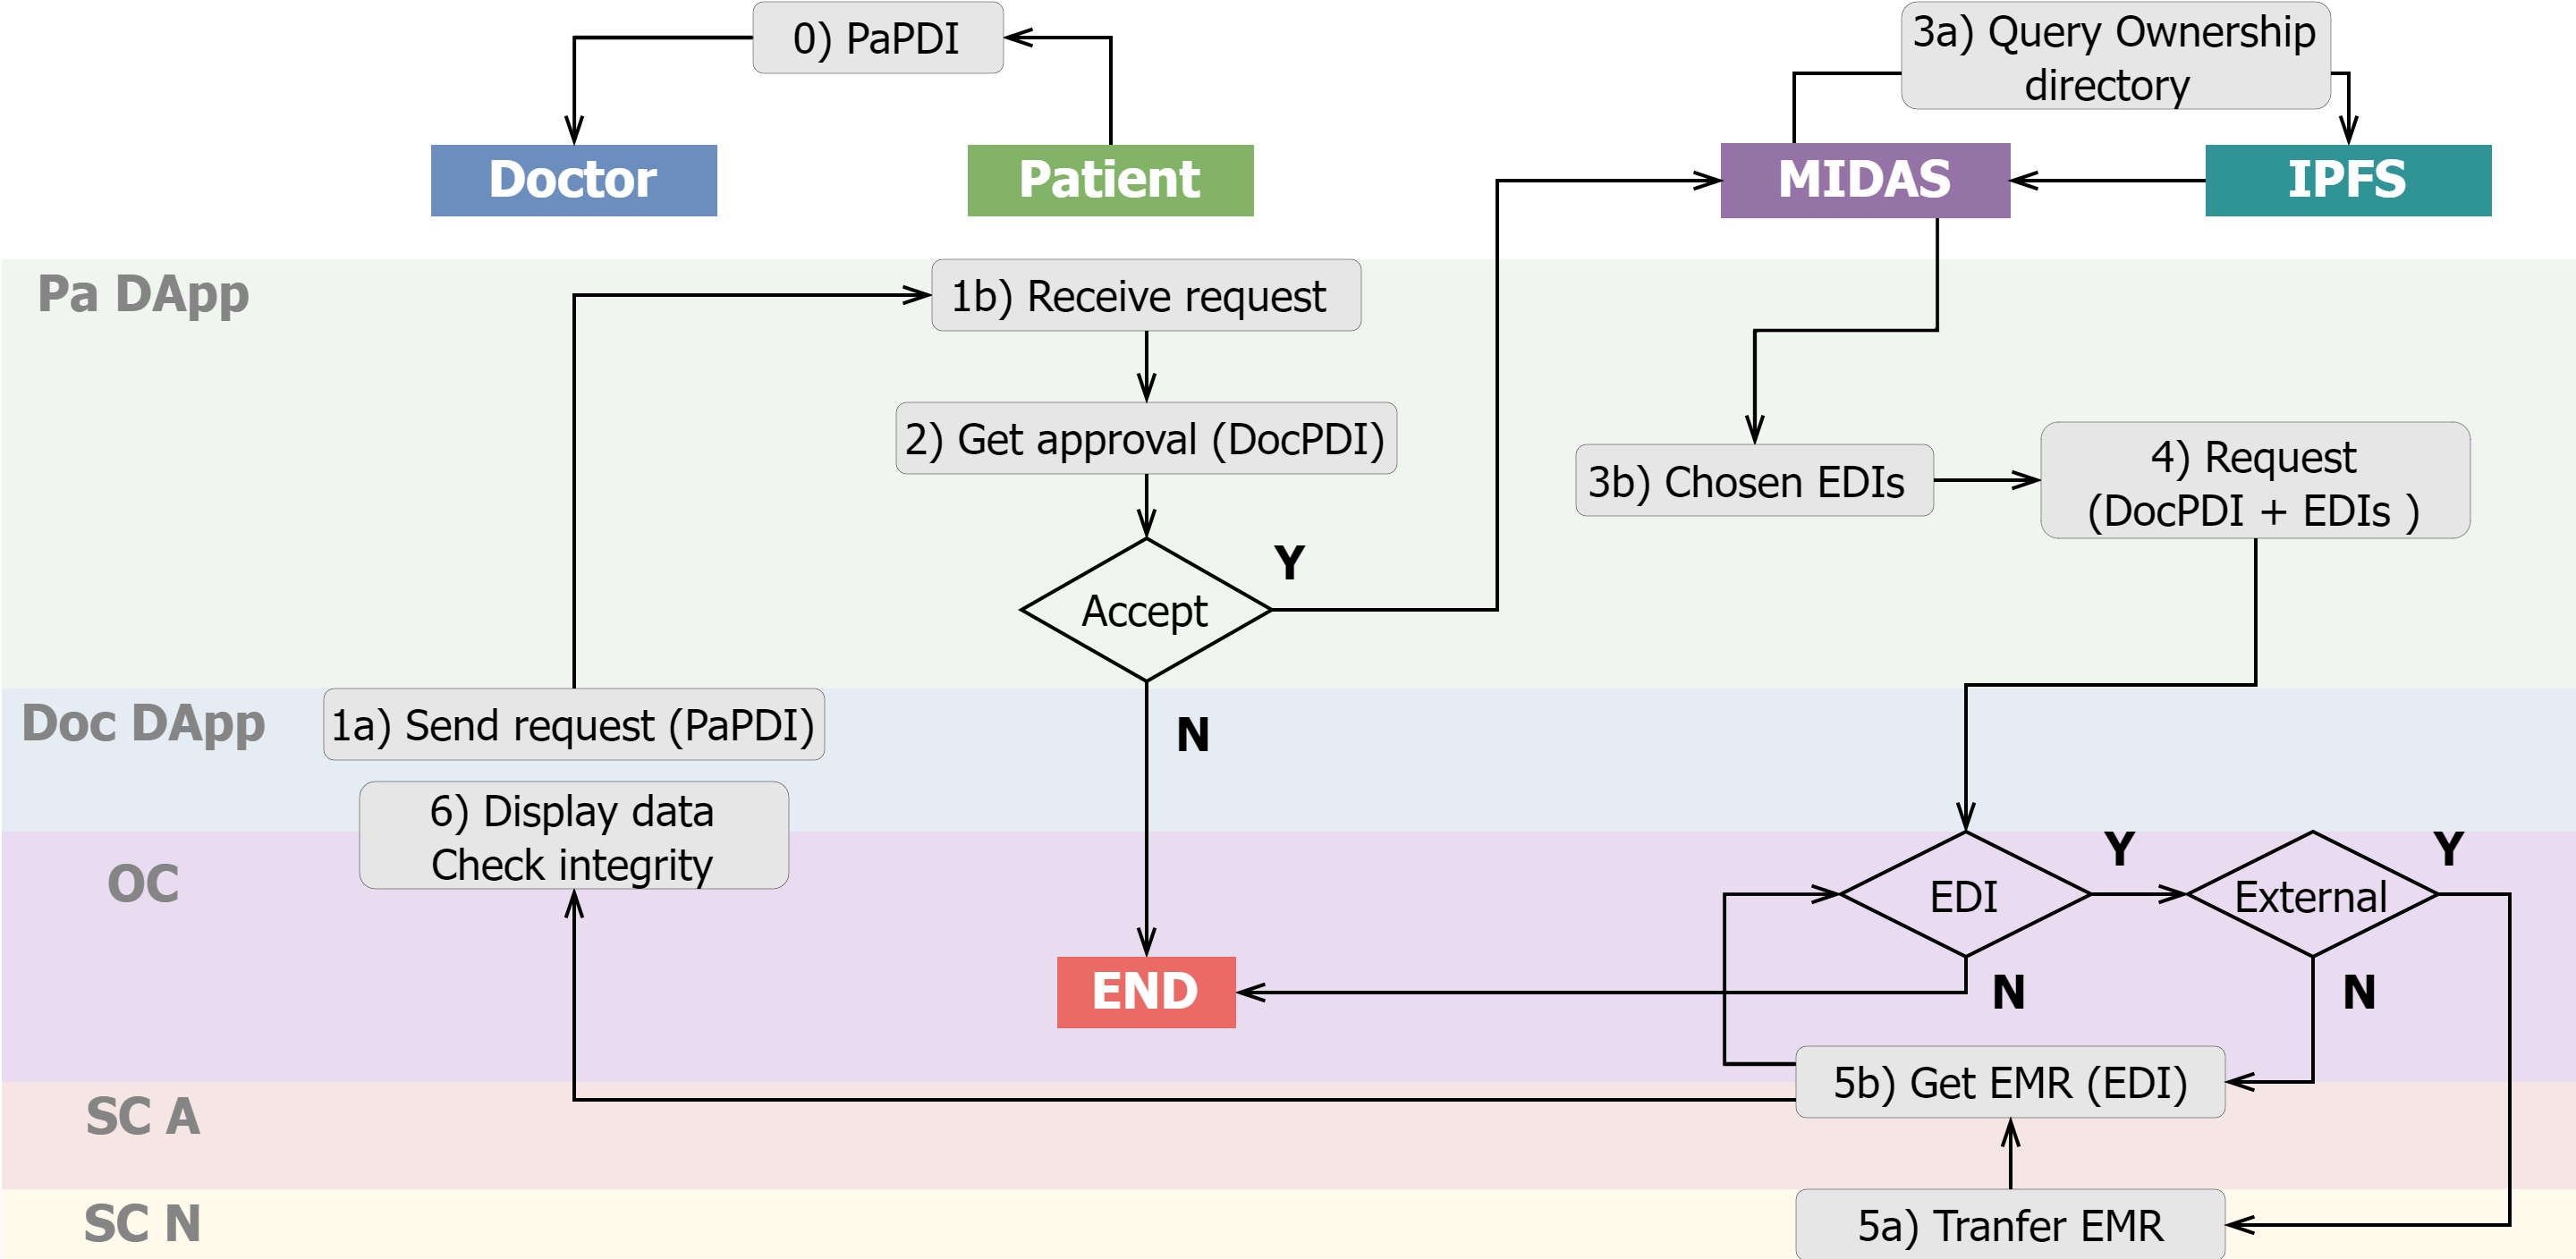 0) PaPDI
3a) Query Ownership
directory
Doctor
Patient
MIDAS
IPFS
Pa DApp
1b) Receive request
2) Get approval (DocPDI)
3b) Chosen EDIs
4) Request
(DocPDI + EDIs )
Y
Accept
Doc DApp
1a) Send request (PaPDI)
N
6) Display data
Check integrity
OC
EDI
Y
External
Y
END
N
N
5b) Get EMR (EDI)
SC A
SC N
5a) Tranfer EMR